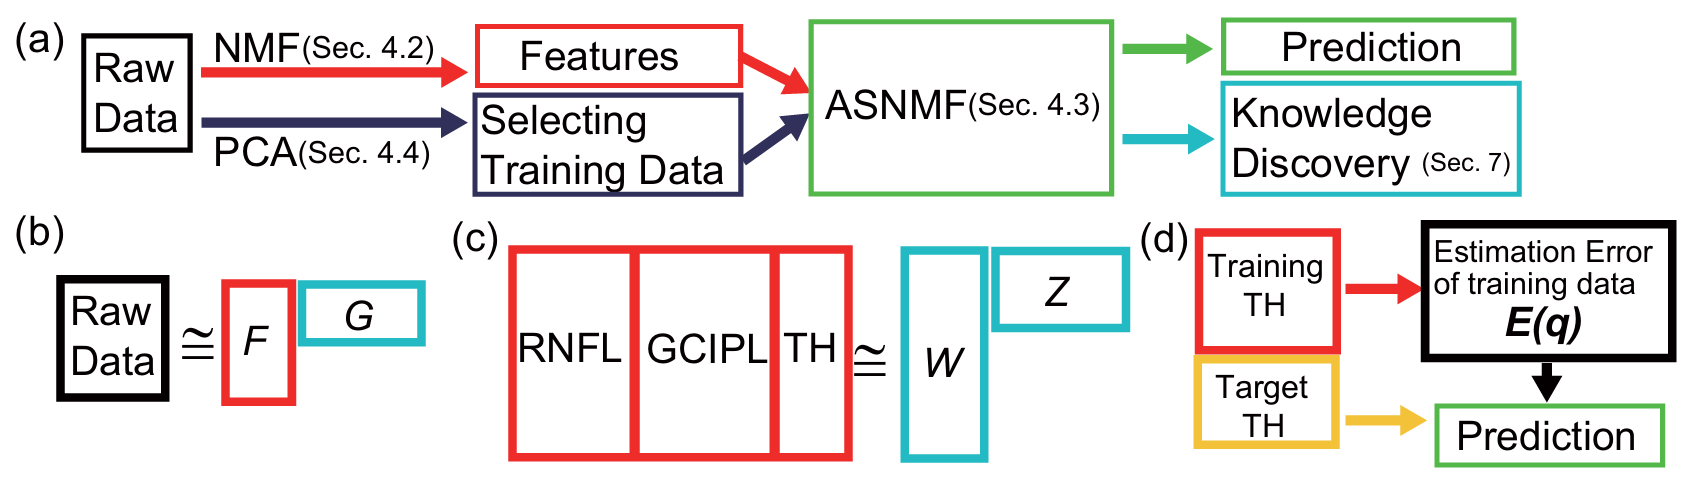 (a)
Raw
Data
NMF(Sec. 4.2)
PCA(Sec. 4.4)
Features
Selecting
Training Data
ASNMF(Sec. 4.3)
Prediction
Knowledge
Discovery (Sec. 7)
(b)
Raw
Data
≅
F
G
(c)
RNFL GCIPL TH
≅
W
Z
(d)
Training
TH
Target
TH
Estimation Error
of training data
E(q)
Prediction